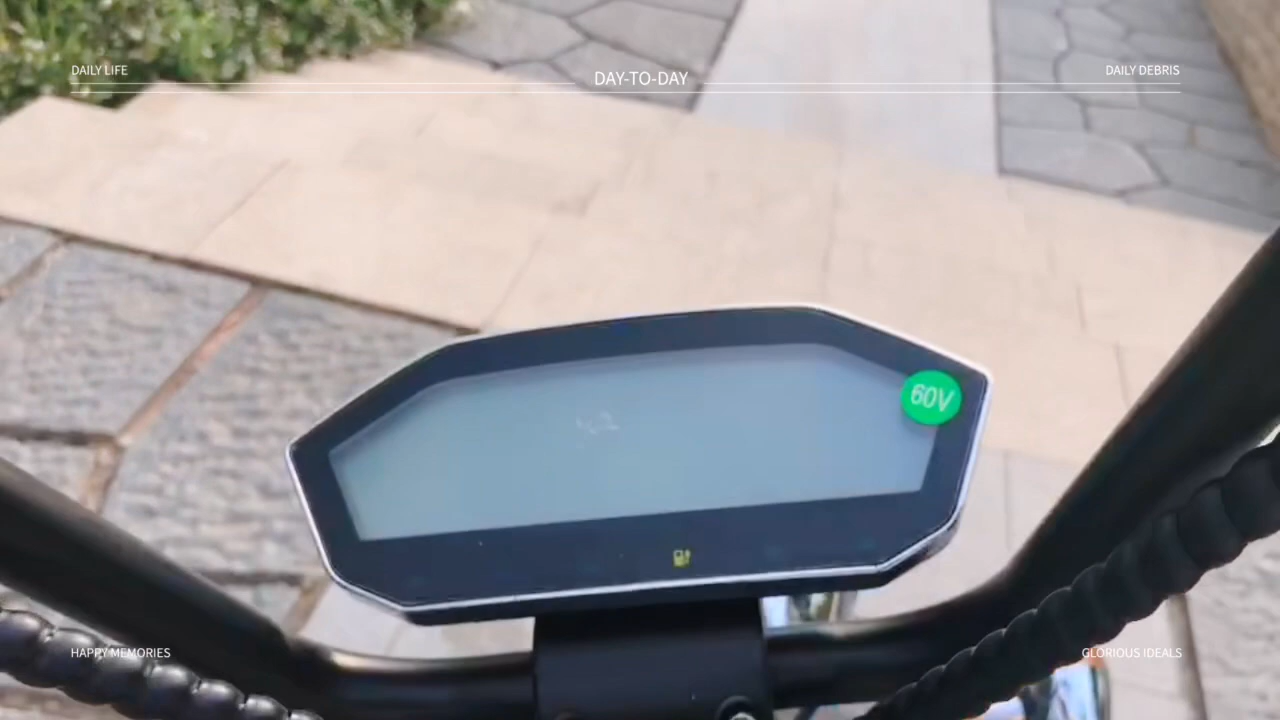 DAILY LIFE
DAY-TO-DAY
DAILY DEBRIS
60V
HAPPY MEMORIES
GLORIOUS IDEALS